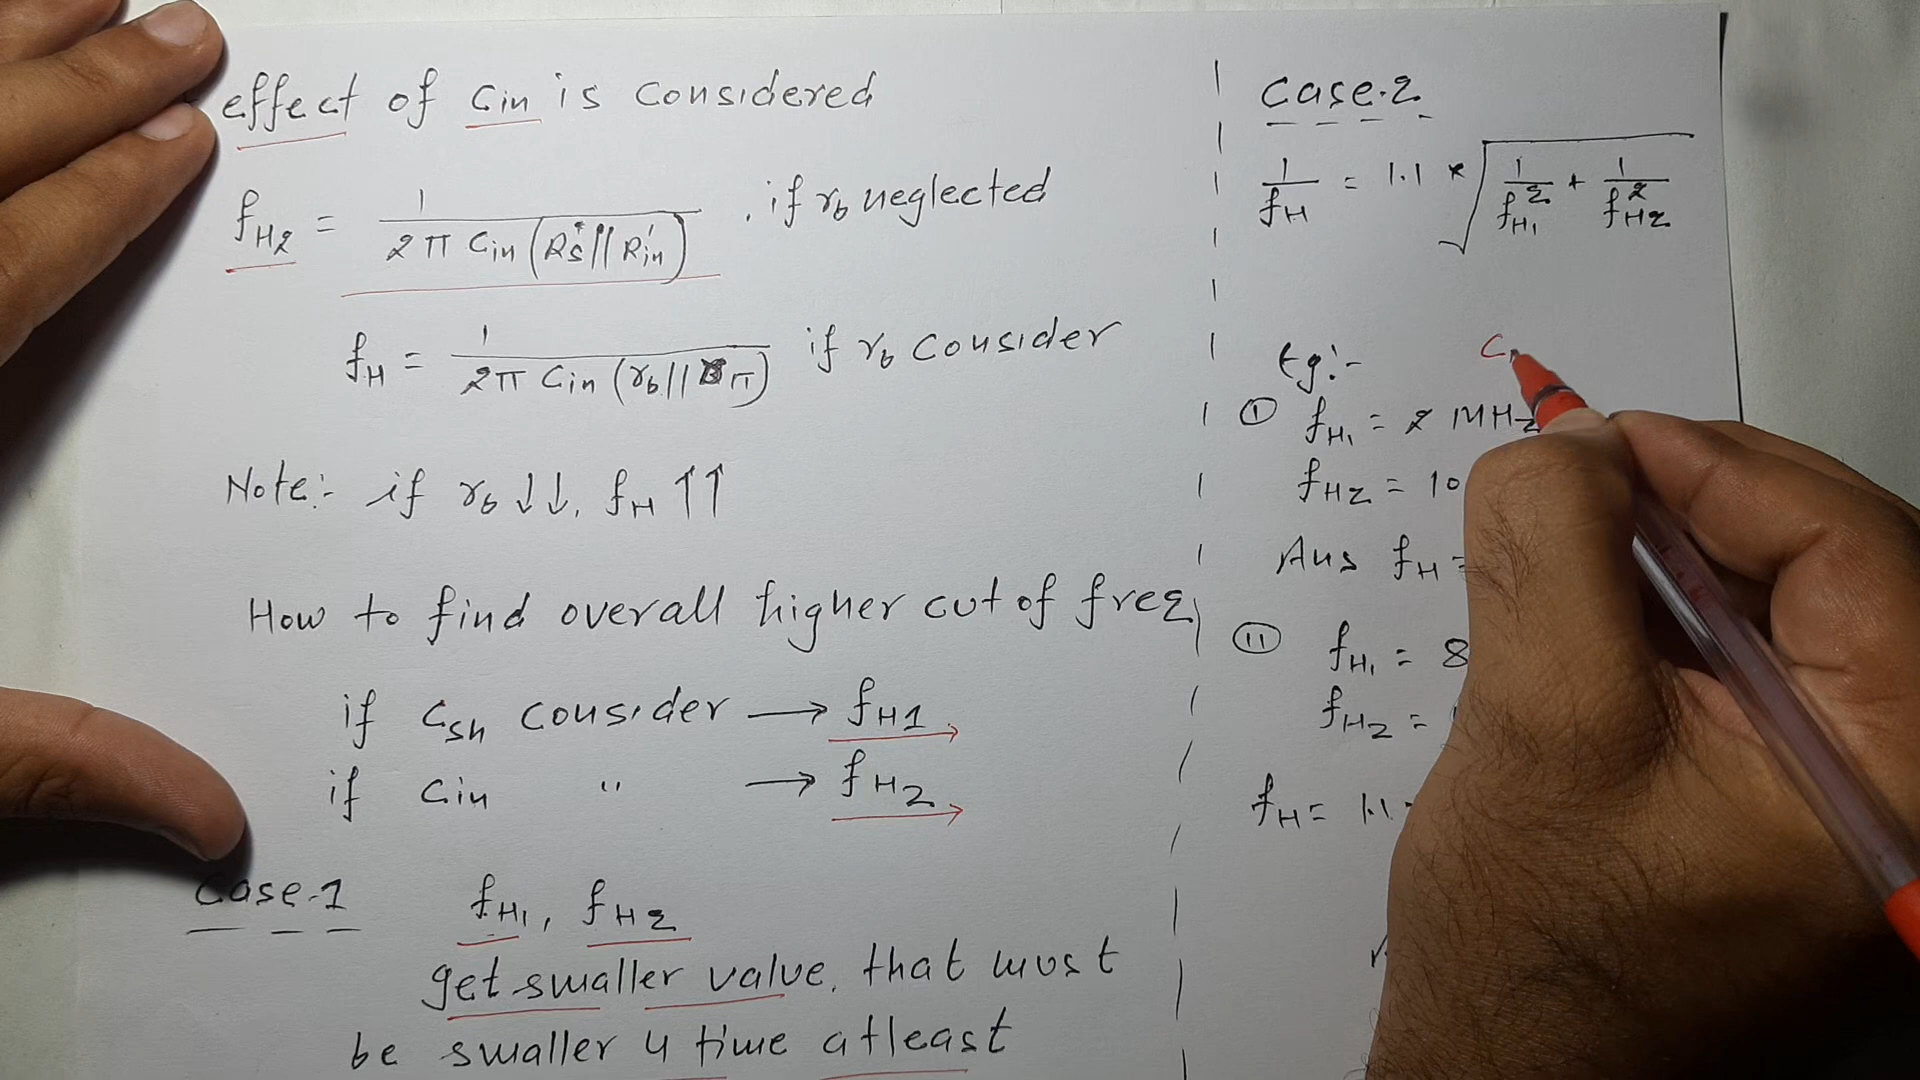 effect of Cin is considered
fH2 = 1 / 2π Cin (Rs' || Rin') , if rb neglected
fH = 1 / 2π Cin (rb || rπ) if rb consider
Note:- if rb ↓↓, fH ↑↑
How to find overall higher cut of freq
if Csh consider → fH1
if Cin " → fH2
Case-1 fH1, fH2
get smaller value, that must
be smaller 4 time atleast
Case-2
1/fH = 1.1 * √(1/fH1² + 1/fH2²)
Eg:-
① fH1 = 2 MHz
fH2 = 10
Ans fH =
② fH1 = 8
fH2 =
fH = 1.1